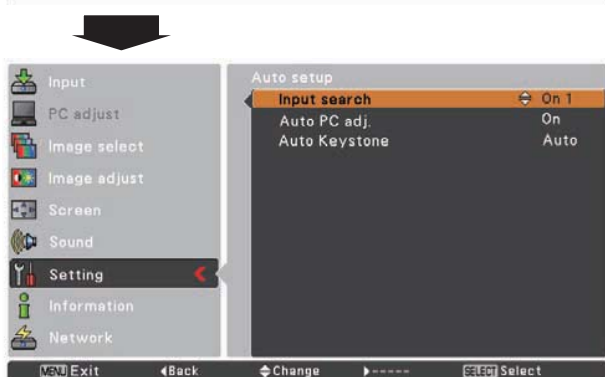 Input
PC adjust
Image select
Image adjust
Screen
Sound
Setting
Information
Network
Auto setup
Input search On 1
Auto PC adj. On
Auto Keystone Auto
MENU Exit Back Change ----- SELECT Select